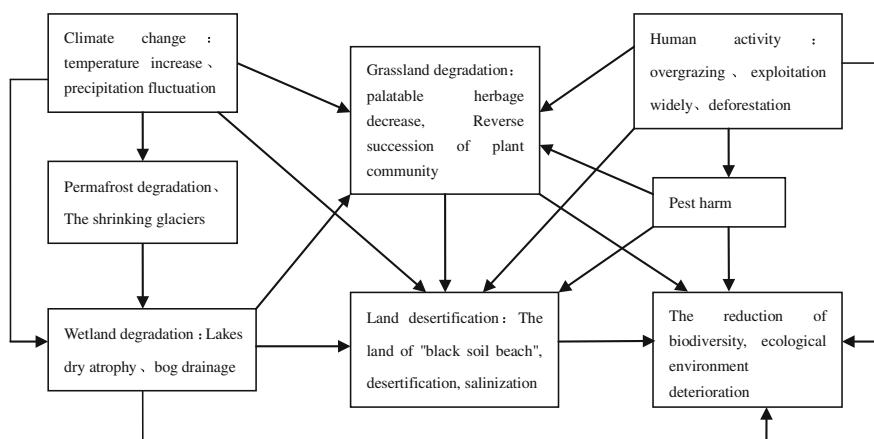 Climate change ：
temperature increase、
precipitation fluctuation
Grassland degradation：
palatable herbage
decrease, Reverse
succession of plant
community
Human activity ：
overgrazing 、 exploitation
widely、deforestation
Permafrost degradation、
The shrinking glaciers
Pest harm
Wetland degradation：Lakes
dry atrophy、bog drainage
Land desertification： The
land of "black soil beach",
desertification, salinization
The reduction of
biodiversity, ecological
environment
deterioration